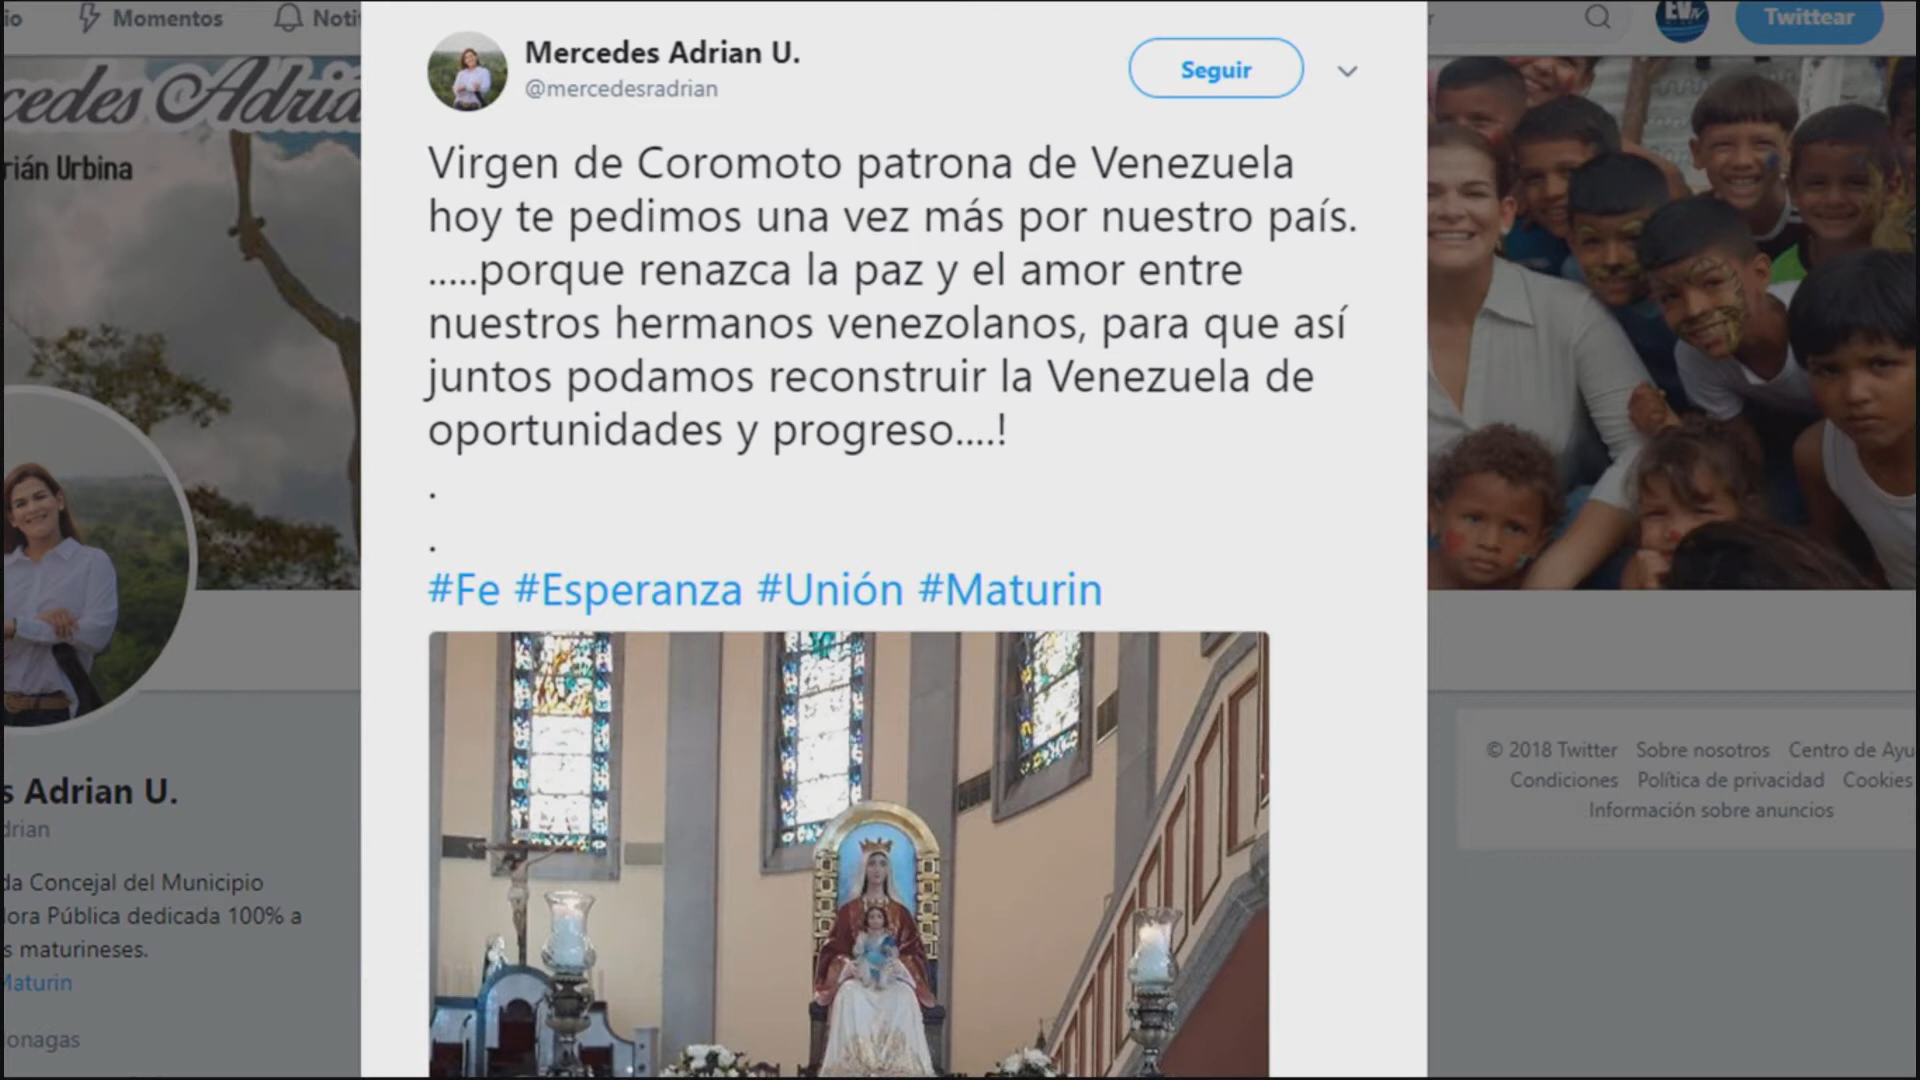 Momentos
Mercedes Adrian U.
@mercedesradrian
Seguir
Twittear
Virgen de Coromoto patrona de Venezuela
hoy te pedimos una vez más por nuestro país.
.....porque renazca la paz y el amor entre
nuestros hermanos venezolanos, para que así
juntos podamos reconstruir la Venezuela de
oportunidades y progreso....!
.
.
#Fe #Esperanza #Unión #Maturin
cedes Adria
rián Urbina
s Adrian U.
drian
da Concejal del Municipio
ora Pública dedicada 100% a
s maturineses.
Maturin
onagas
© 2018 Twitter Sobre nosotros Centro de Ayu
Condiciones Política de privacidad Cookies
Información sobre anuncios